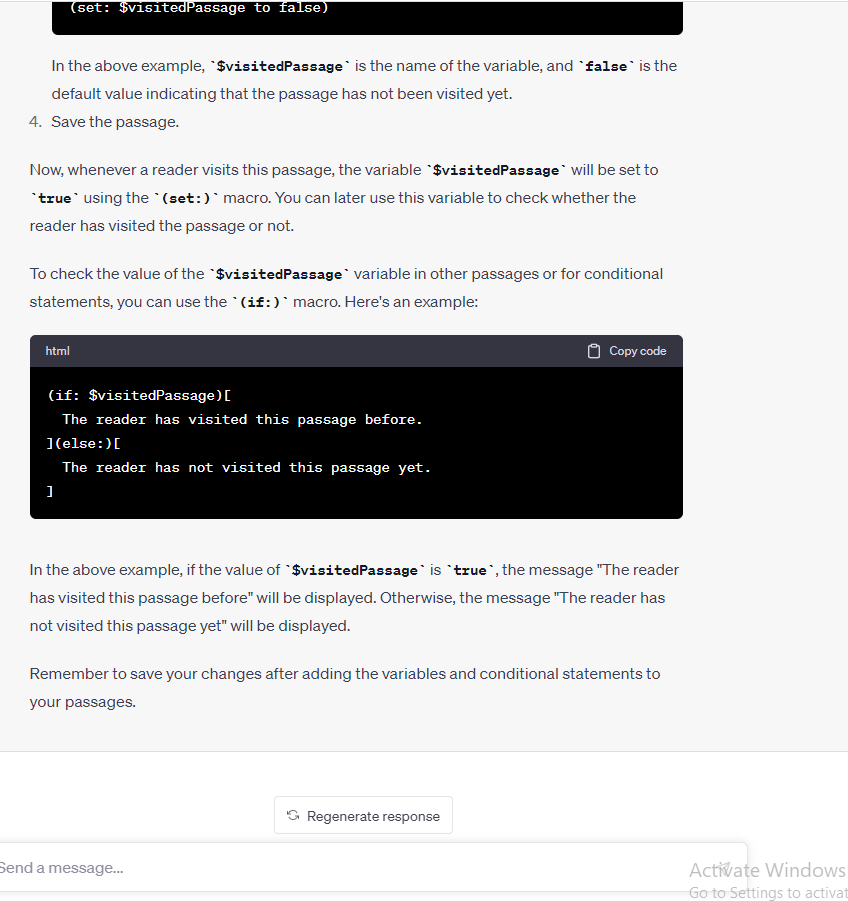 (set: $visitedPassage to false)
In the above example, `$visitedPassage` is the name of the variable, and `false` is the
default value indicating that the passage has not been visited yet.
4. Save the passage.
Now, whenever a reader visits this passage, the variable `$visitedPassage` will be set to
`true` using the `(set:)` macro. You can later use this variable to check whether the
reader has visited the passage or not.
To check the value of the `$visitedPassage` variable in other passages or for conditional
statements, you can use the `(if:)` macro. Here's an example:
html Copy code
(if: $visitedPassage)[
  The reader has visited this passage before.
](else:)[
  The reader has not visited this passage yet.
]
In the above example, if the value of `$visitedPassage` is `true`, the message "The reader
has visited this passage before" will be displayed. Otherwise, the message "The reader has
not visited this passage yet" will be displayed.
Remember to save your changes after adding the variables and conditional statements to
your passages.
Regenerate response
Send a message...
Activate Windows
Go to Settings to activat